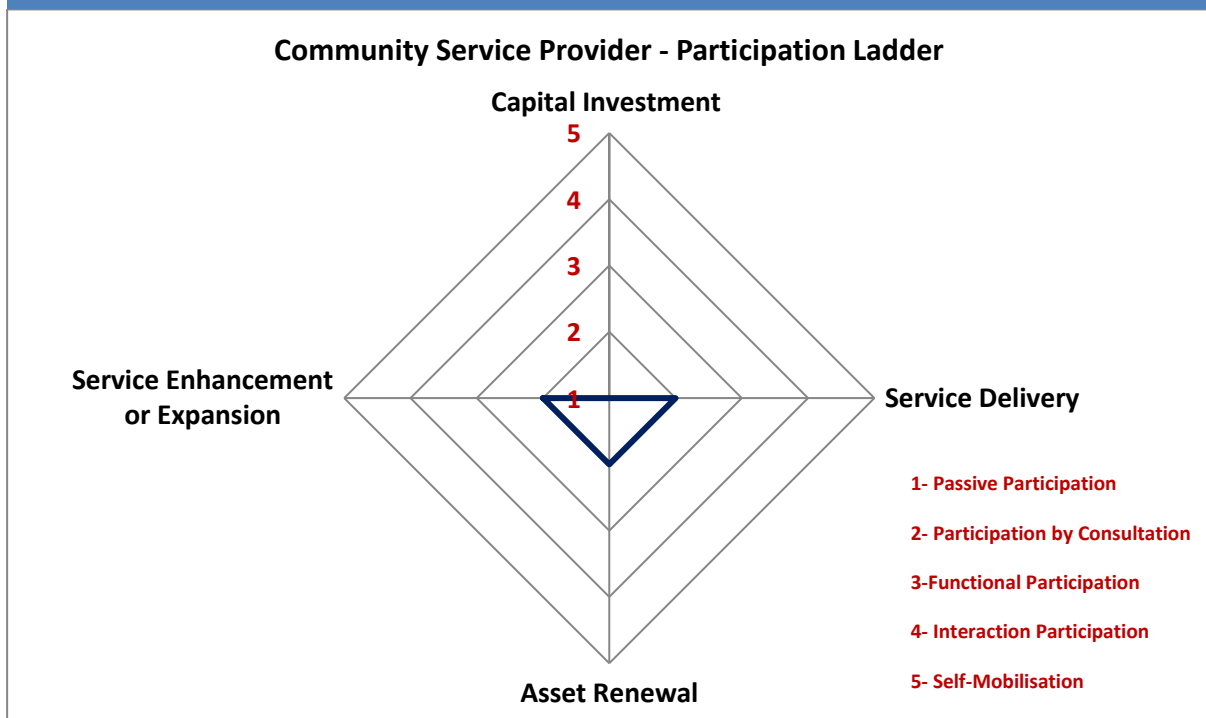 Community Service Provider - Participation Ladder
Capital Investment
5
4
3
2
1
Service Enhancement
or Expansion
Service Delivery
1- Passive Participation
2- Participation by Consultation
3-Functional Participation
4- Interaction Participation
5- Self-Mobilisation
Asset Renewal